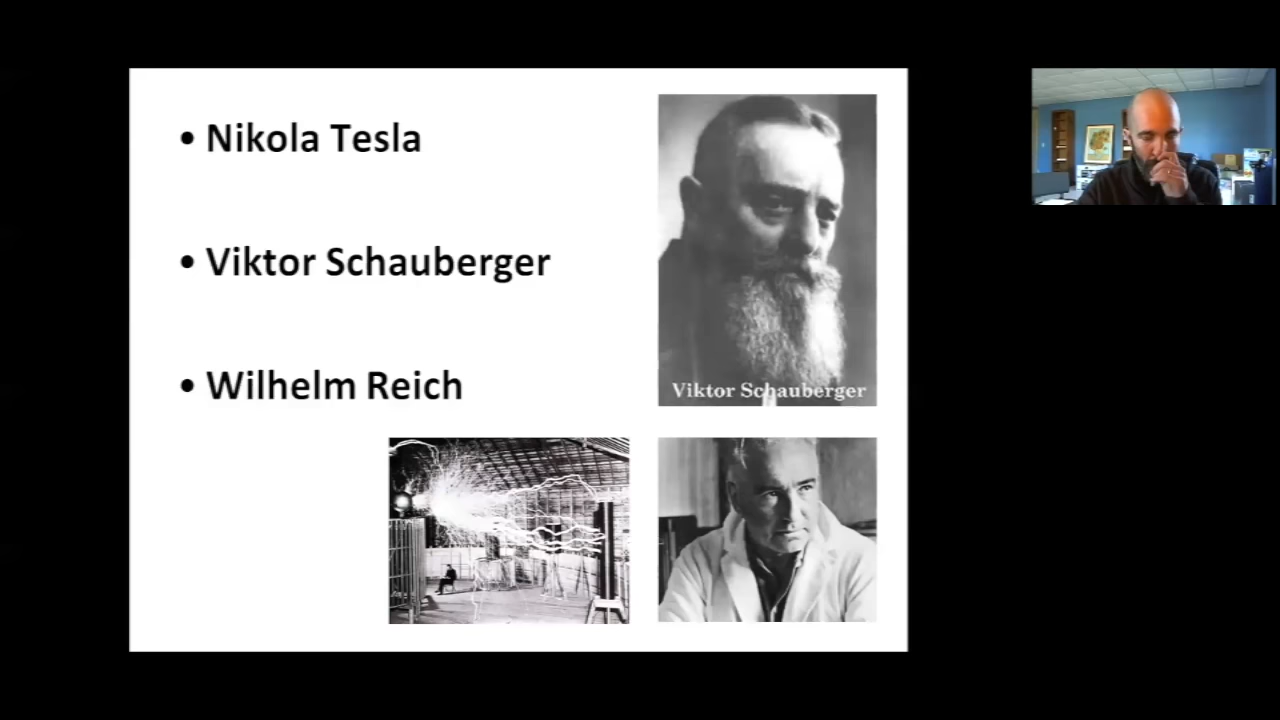 • Nikola Tesla
• Viktor Schauberger
• Wilhelm Reich
Viktor Schauberger